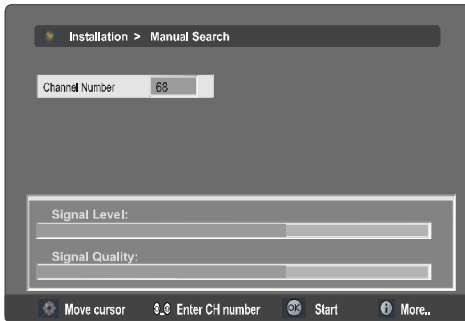 Installation > Manual Search
Channel Number 68
Signal Level:
Signal Quality:
Move cursor Enter CH number OK Start More..